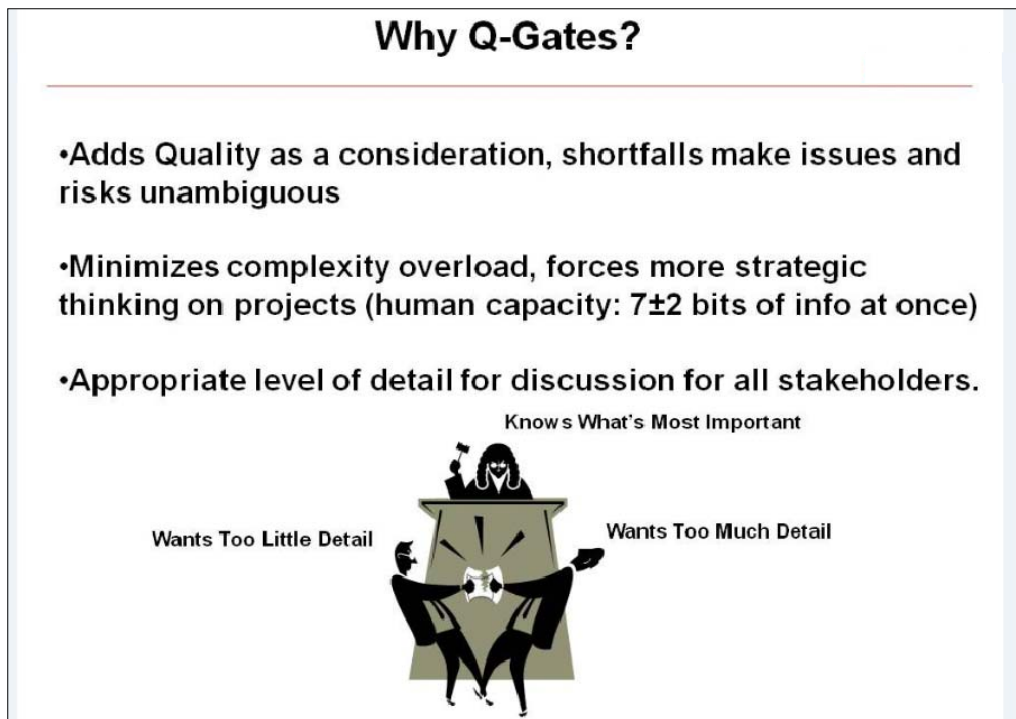 Why Q-Gates?
•Adds Quality as a consideration, shortfalls make issues and
risks unambiguous
•Minimizes complexity overload, forces more strategic
thinking on projects (human capacity: 7±2 bits of info at once)
•Appropriate level of detail for discussion for all stakeholders.
Knows What's Most Important
Wants Too Little Detail
Wants Too Much Detail